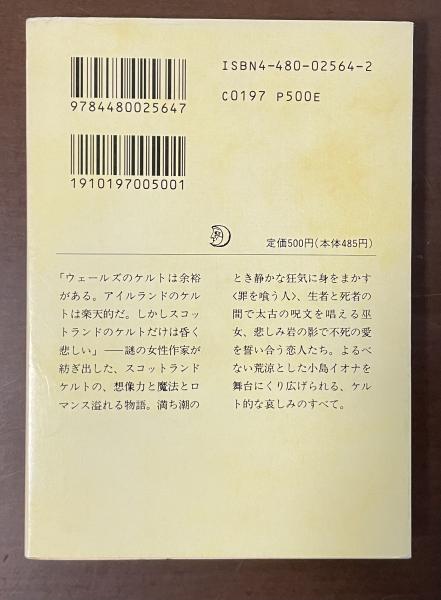 ISBN4-480-02564-2
9784480025647
C0197 P500E
1910197005001
定価500円(本体485円)
「ウェールズのケルトは余裕
がある。アイルランドのケル
トは楽天的だ。しかしスコッ
トランドのケルトだけは昏く
悲しい」――謎の女性作家が
紡ぎ出した、スコットランド
ケルトの、想像力と魔法とロ
マンス溢れる物語。満ち潮の
とき静かな狂気に身をまかす
〈罪を喰う人〉、生者と死者の
間で太古の呪文を唱える巫
女、悲しみ岩の影で不死の愛
を誓い合う恋人たち。よるべ
ない荒涼とした小島イオナを
舞台にくり広げられる、ケル
ト的な哀しみのすべて。